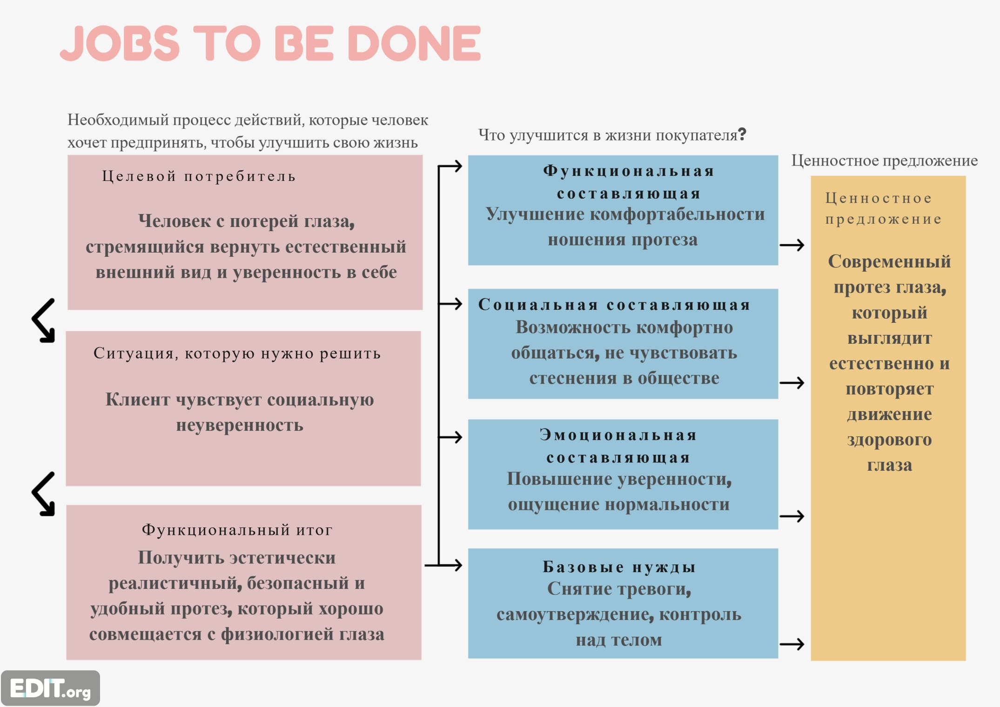 JOBS TO BE DONE
Необходимый процесс действий, которые человек
хочет предпринять, чтобы улучшить свою жизнь
Целевой потребитель
Человек с потерей глаза,
стремящийся вернуть естественный
внешний вид и уверенность в себе
Ситуация, которую нужно решить
Клиент чувствует социальную
неуверенность
Функциональный итог
Получить эстетически
реалистичный, безопасный и
удобный протез, который хорошо
совмещается с физиологией глаза
Что улучшится в жизни покупателя?
Функциональная
составляющая
Улучшение комфортабельности
ношения протеза
Социальная составляющая
Возможность комфортно
общаться, не чувствовать
стеснения в обществе
Эмоциональная
составляющая
Повышение уверенности,
ощущение нормальности
Базовые нужды
Снятие тревоги,
самоутверждение, контроль
над телом
Ценностное предложение
Ценностное
предложение
Современный
протез глаза,
который
выглядит
естественно и
повторяет
движение
здорового
глаза
EDIT.org